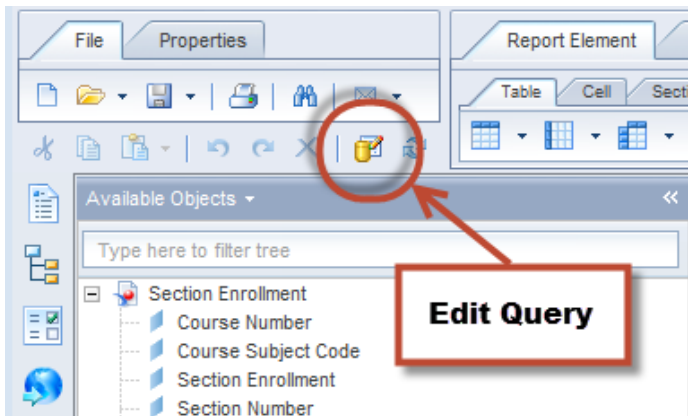 File Properties Report Element
Table Cell Secti
Available Objects
Type here to filter tree
Section Enrollment
Edit Query
Course Number
Course Subject Code
Section Enrollment
Section Number